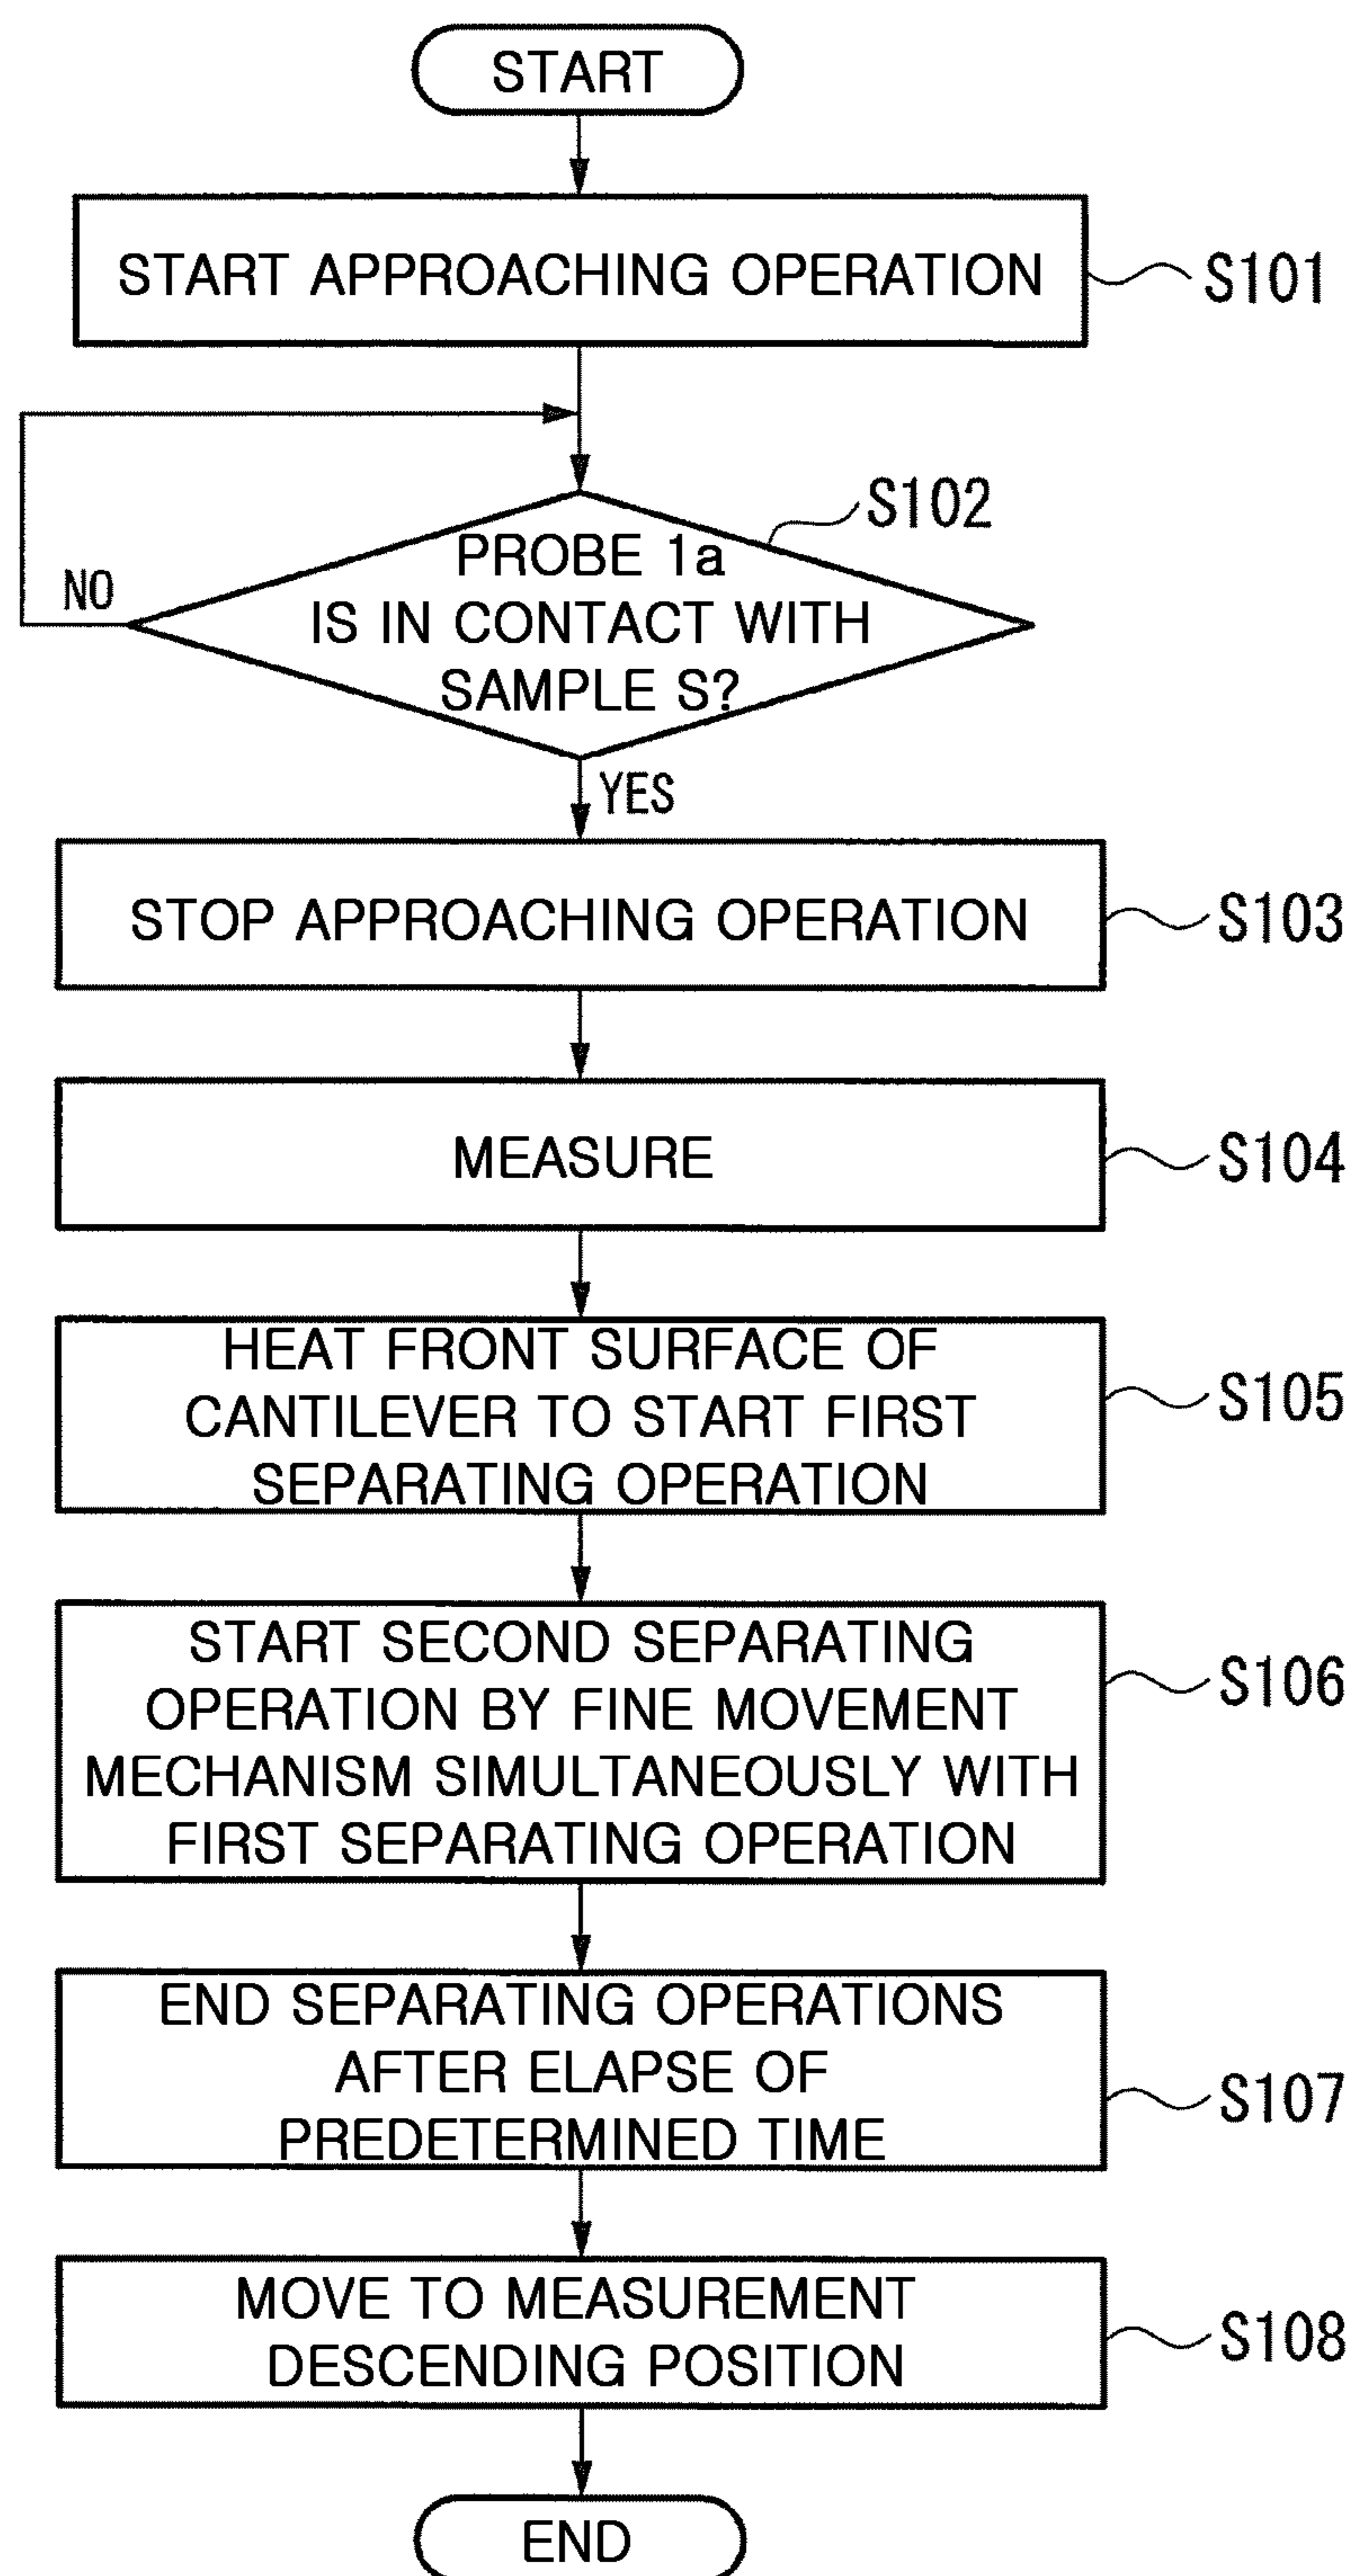 START
START APPROACHING OPERATION
S101
S102
PROBE 1a
IS IN CONTACT WITH
SAMPLE S?
NO
YES
STOP APPROACHING OPERATION
S103
MEASURE
S104
HEAT FRONT SURFACE OF
CANTILEVER TO START FIRST
SEPARATING OPERATION
S105
START SECOND SEPARATING
OPERATION BY FINE MOVEMENT
MECHANISM SIMULTANEOUSLY WITH
FIRST SEPARATING OPERATION
S106
END SEPARATING OPERATIONS
AFTER ELAPSE OF
PREDETERMINED TIME
S107
MOVE TO MEASUREMENT
DESCENDING POSITION
S108
END